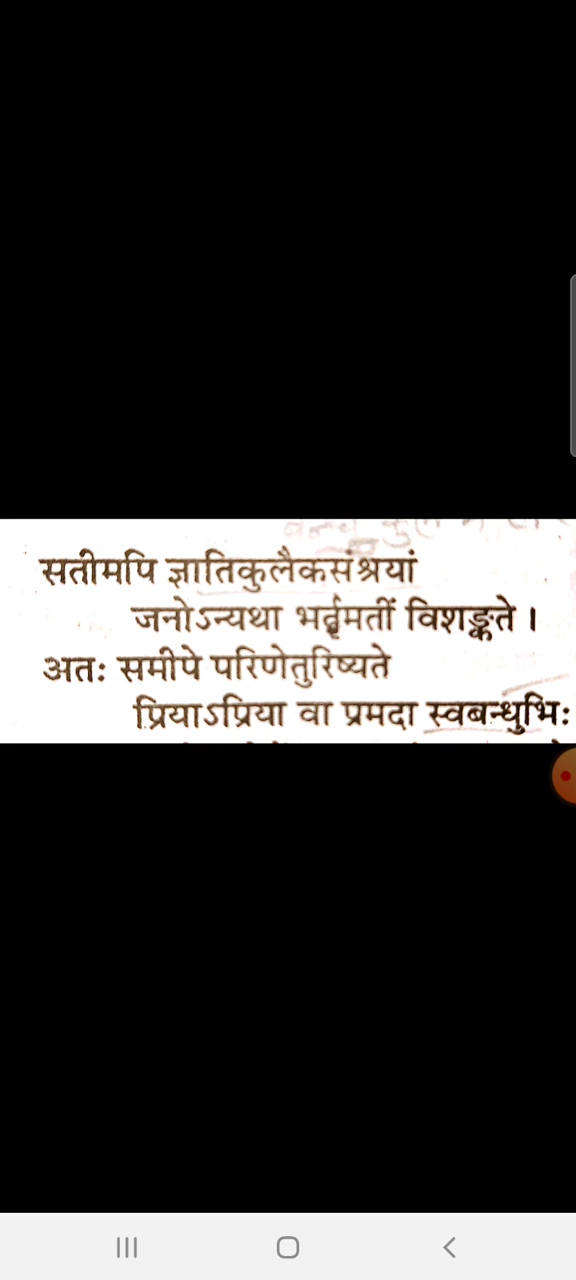 सतीमपि ज्ञातिकुलैकसंश्रयां
जनोऽन्यथा भर्तृमतीं विशङ्कते ।
अतः समीपे परिणेतुरिष्यते
प्रियाऽप्रिया वा प्रमदा स्वबन्धुभिः